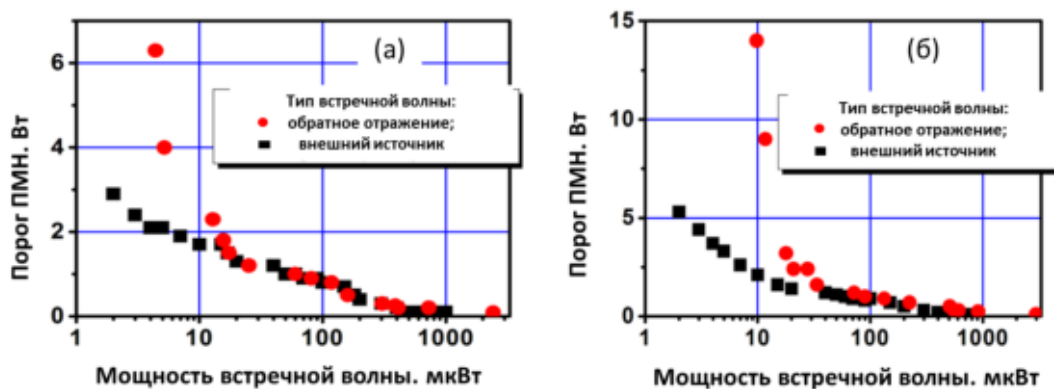 (а)
6
4
2
0
Порог ПМН. Вт
Тип встречной волны:
обратное отражение;
внешний источник
1 10 100 1000
Мощность встречной волны. мкВт
(б)
15
10
5
0
Порог ПМН. Вт
Тип встречной волны:
обратное отражение;
внешний источник
1 10 100 1000
Мощность встречной волны. мкВт